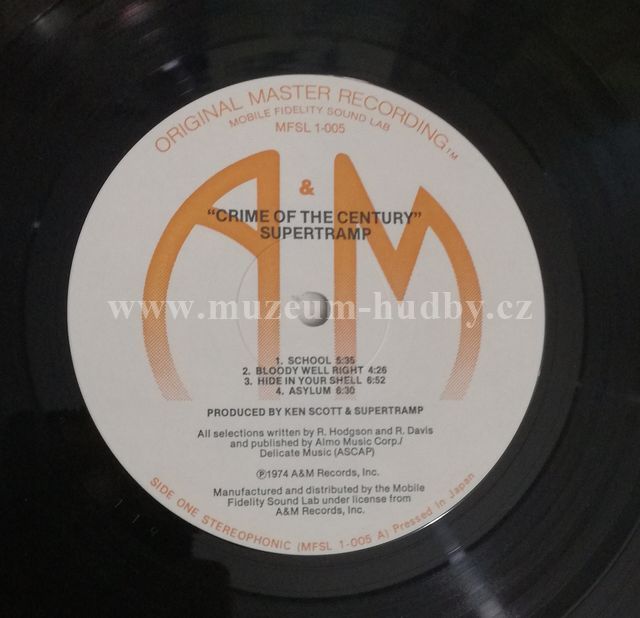 ORIGINAL MASTER RECORDING™
MOBILE FIDELITY SOUND LAB
MFSL 1-005
A & M
"CRIME OF THE CENTURY"
SUPERTRAMP
www.muzeum-hudby.cz
1. SCHOOL 5:35
2. BLOODY WELL RIGHT 4:26
3. HIDE IN YOUR SHELL 6:52
4. ASYLUM 6:30
PRODUCED BY KEN SCOTT & SUPERTRAMP
All selections written by R. Hodgson and R. Davis
and published by Almo Music Corp./
Delicate Music (ASCAP)
℗1974 A&M Records, Inc.
Manufactured and distributed by the Mobile
Fidelity Sound Lab under license from
A&M Records, Inc.
SIDE ONE STEREOPHONIC (MFSL 1-005 A) Pressed in Japan